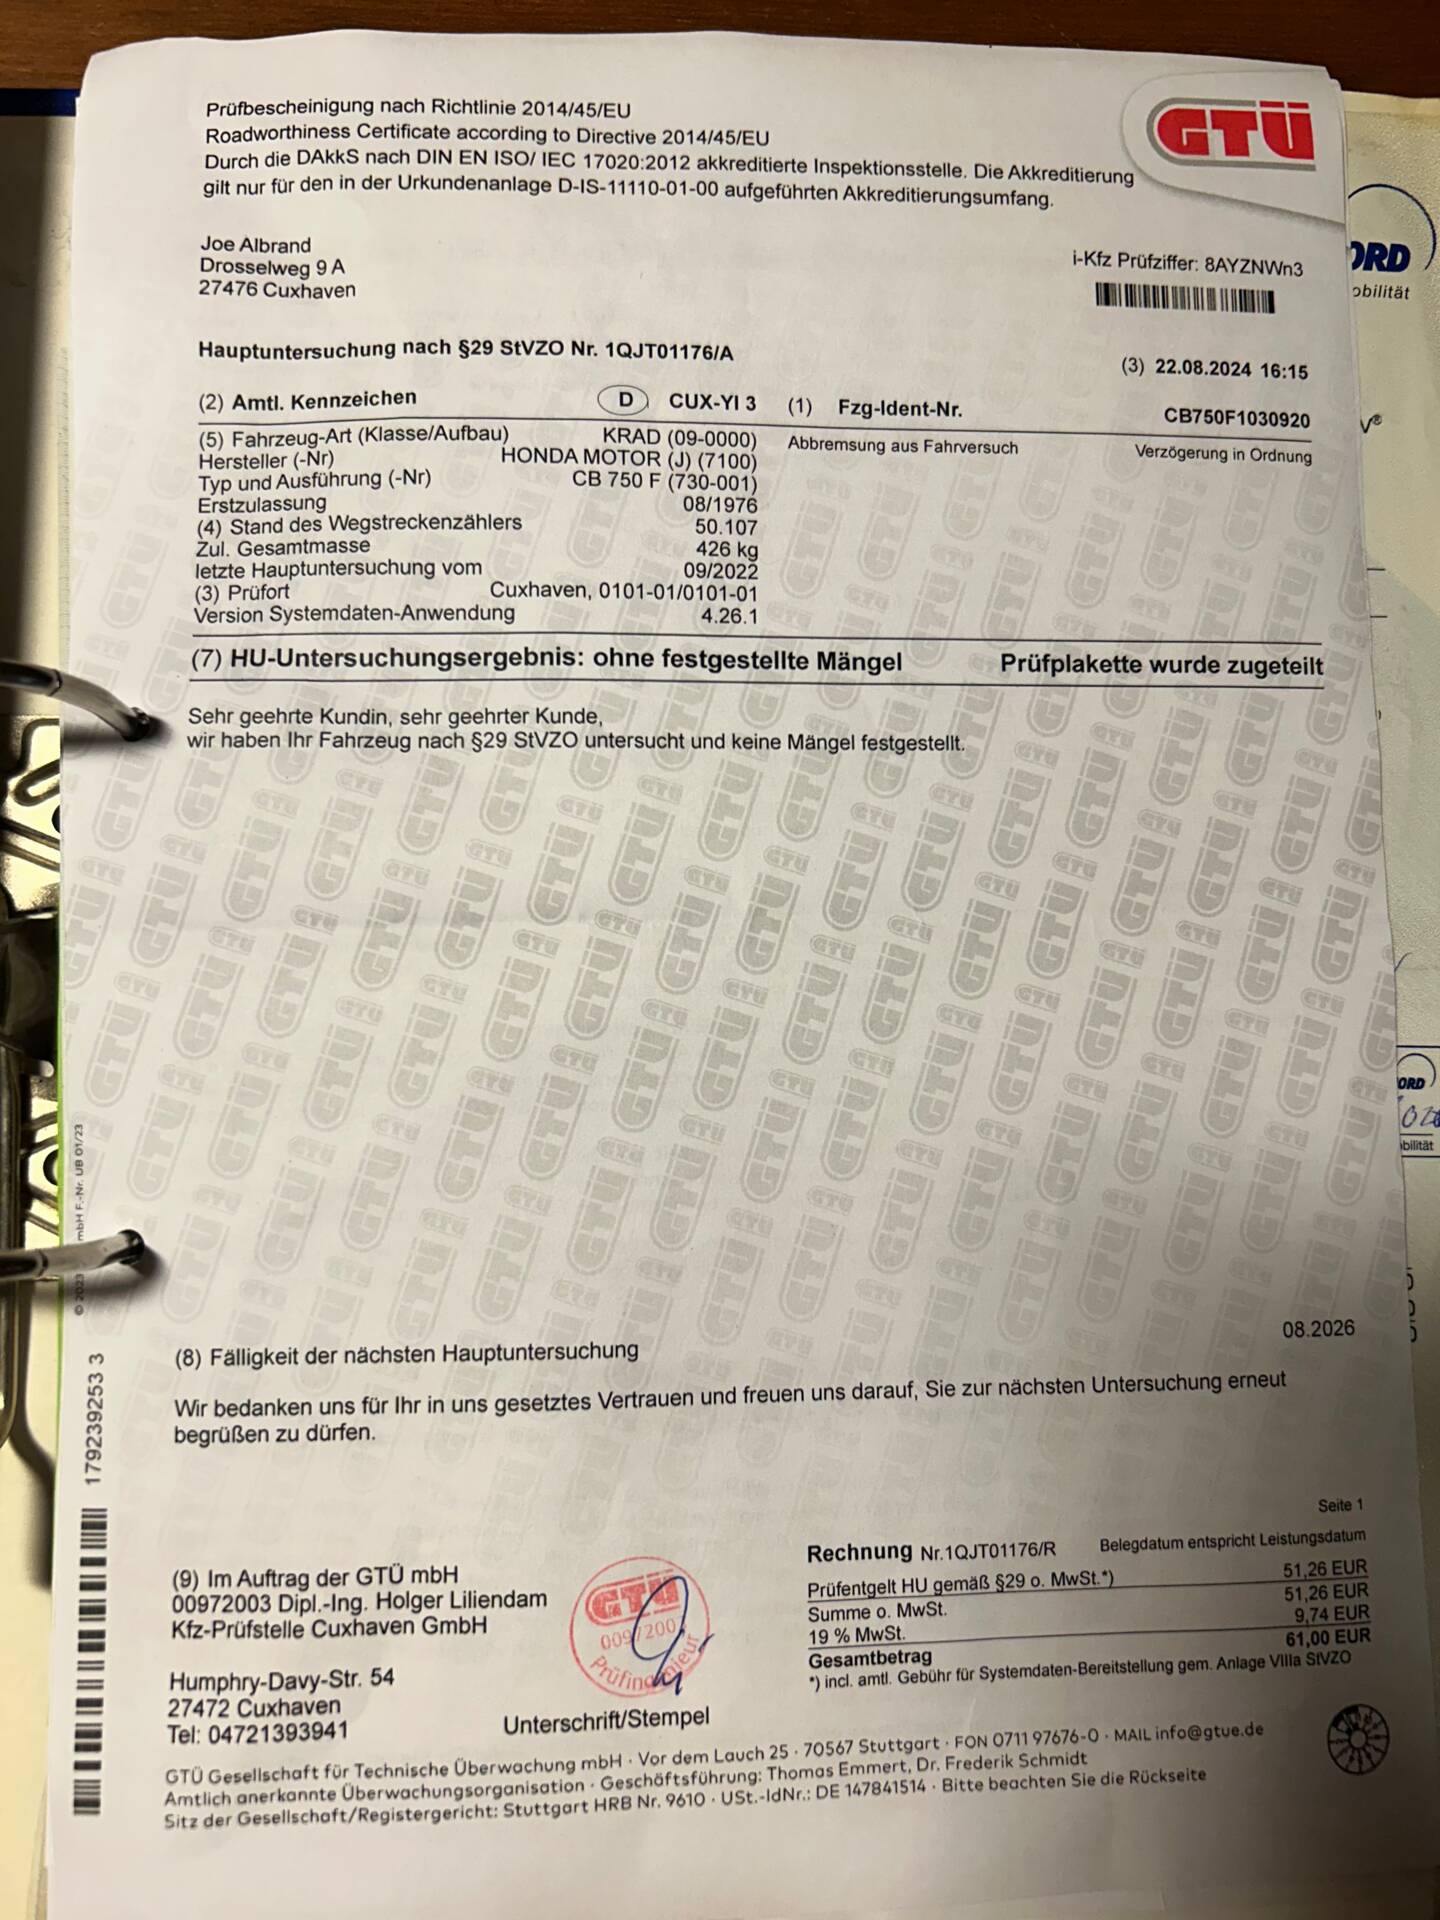 Prüfbescheinigung nach Richtlinie 2014/45/EU
Roadworthiness Certificate according to Directive 2014/45/EU
Durch die DAkkS nach DIN EN ISO/ IEC 17020:2012 akkreditierte Inspektionsstelle. Die Akkreditierung
gilt nur für den in der Urkundenanlage D-IS-11110-01-00 aufgeführten Akkreditierungsumfang.
GTÜ
ORD
obilität
Joe Albrand
Drosselweg 9 A
27476 Cuxhaven
i-Kfz Prüfziffer: 8AYZNWn3
Hauptuntersuchung nach §29 StVZO Nr. 1QJT01176/A
(3) 22.08.2024 16:15
(2) Amtl. Kennzeichen D CUX-YI 3 (1) Fzg-Ident-Nr. CB750F1030920
(5) Fahrzeug-Art (Klasse/Aufbau) KRAD (09-0000) Abbremsung aus Fahrversuch Verzögerung in Ordnung
Hersteller (-Nr) HONDA MOTOR (J) (7100)
Typ und Ausführung (-Nr) CB 750 F (730-001)
Erstzulassung 08/1976
(4) Stand des Wegstreckenzählers 50.107
Zul. Gesamtmasse 426 kg
letzte Hauptuntersuchung vom 09/2022
(3) Prüfort Cuxhaven, 0101-01/0101-01
Version Systemdaten-Anwendung 4.26.1
(7) HU-Untersuchungsergebnis: ohne festgestellte Mängel Prüfplakette wurde zugeteilt
Sehr geehrte Kundin, sehr geehrter Kunde,
wir haben Ihr Fahrzeug nach §29 StVZO untersucht und keine Mängel festgestellt.
ORD
bilität
mbH F.-Nr. UB 01/23
© 2023
(8) Fälligkeit der nächsten Hauptuntersuchung 08.2026
Wir bedanken uns für Ihr in uns gesetztes Vertrauen und freuen uns darauf, Sie zur nächsten Untersuchung erneut
begrüßen zu dürfen.
179239253 3
Seite 1
(9) Im Auftrag der GTÜ mbH
00972003 Dipl.-Ing. Holger Liliendam
Kfz-Prüfstelle Cuxhaven GmbH
Humphry-Davy-Str. 54
27472 Cuxhaven
Tel: 04721393941
GTÜ
Prüfingenieur
Unterschrift/Stempel
Rechnung Nr.1QJT01176/R Belegdatum entspricht Leistungsdatum
Prüfentgelt HU gemäß §29 o. MwSt.*) 51,26 EUR
Summe o. MwSt. 51,26 EUR
19 % MwSt. 9,74 EUR
Gesamtbetrag 61,00 EUR
*) incl. amtl. Gebühr für Systemdaten-Bereitstellung gem. Anlage VIIIa StVZO
GTÜ Gesellschaft für Technische Überwachung mbH · Vor dem Lauch 25 · 70567 Stuttgart · FON 0711 97676-0 · MAIL info@gtue.de
Amtlich anerkannte Überwachungsorganisation · Geschäftsführung: Thomas Emmert, Dr. Frederik Schmidt
Sitz der Gesellschaft/Registergericht: Stuttgart HRB Nr. 9610 · USt.-IdNr.: DE 147841514 · Bitte beachten Sie die Rückseite